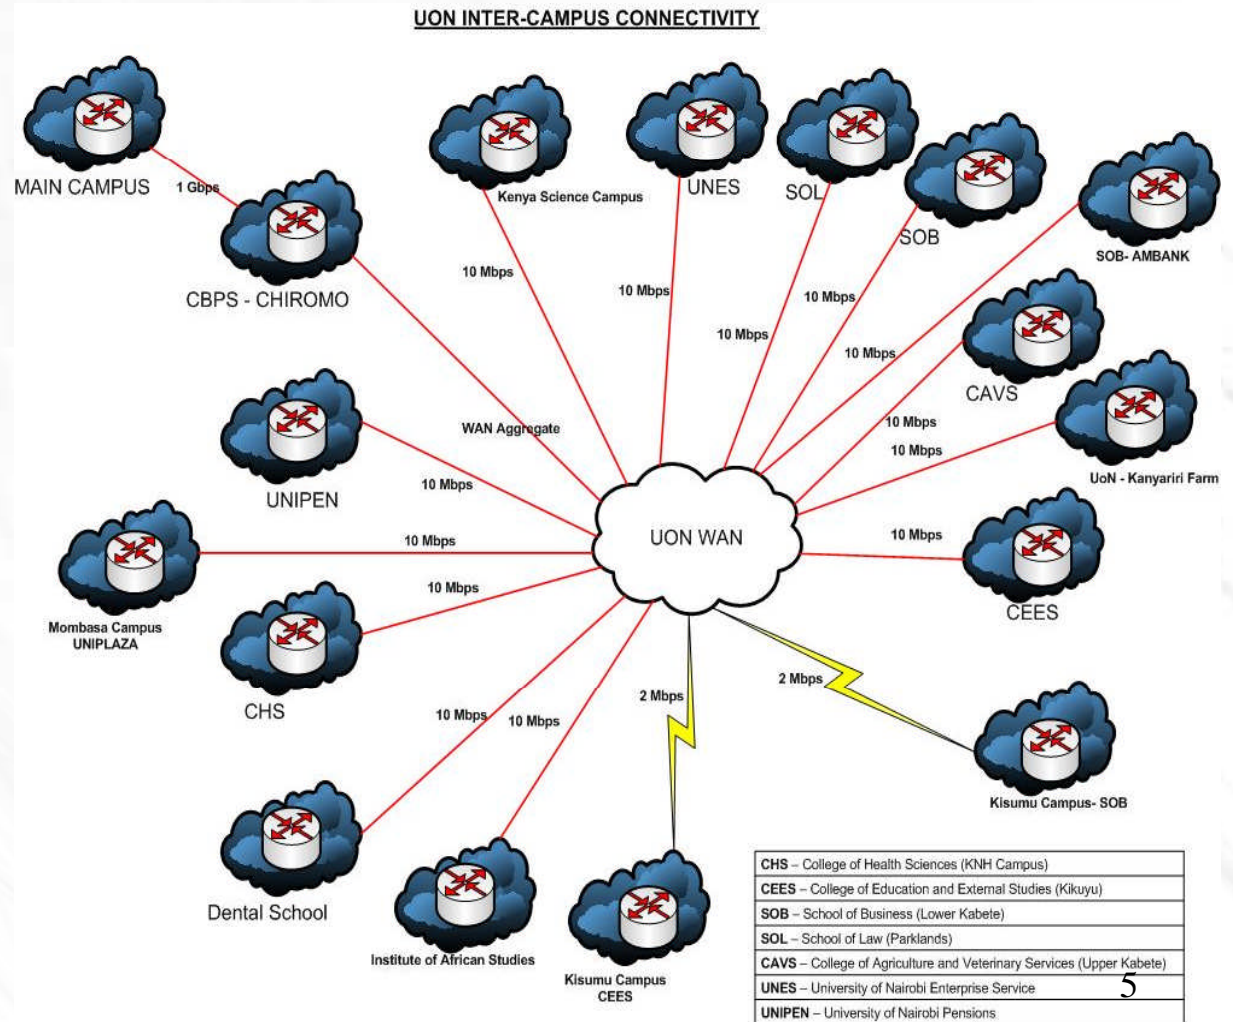 UON INTER-CAMPUS CONNECTIVITY
MAIN CAMPUS
1 Gbps
CBPS - CHIROMO
Kenya Science Campus
UNES
SOL
SOB
SOB- AMBANK
10 Mbps
10 Mbps
10 Mbps
10 Mbps
10 Mbps
CAVS
10 Mbps
10 Mbps
UoN - Kanyariri Farm
WAN Aggregate
UNIPEN
10 Mbps
UON WAN
10 Mbps
CEES
10 Mbps
Mombasa Campus
UNIPLAZA
10 Mbps
CHS
10 Mbps
10 Mbps
2 Mbps
2 Mbps
Kisumu Campus- SOB
Dental School
Institute of African Studies
Kisumu Campus
CEES
CHS – College of Health Sciences (KNH Campus)
CEES – College of Education and External Studies (Kikuyu)
SOB – School of Business (Lower Kabete)
SOL – School of Law (Parklands)
CAVS – College of Agriculture and Veterinary Services (Upper Kabete)
UNES – University of Nairobi Enterprise Service
UNIPEN – University of Nairobi Pensions
5